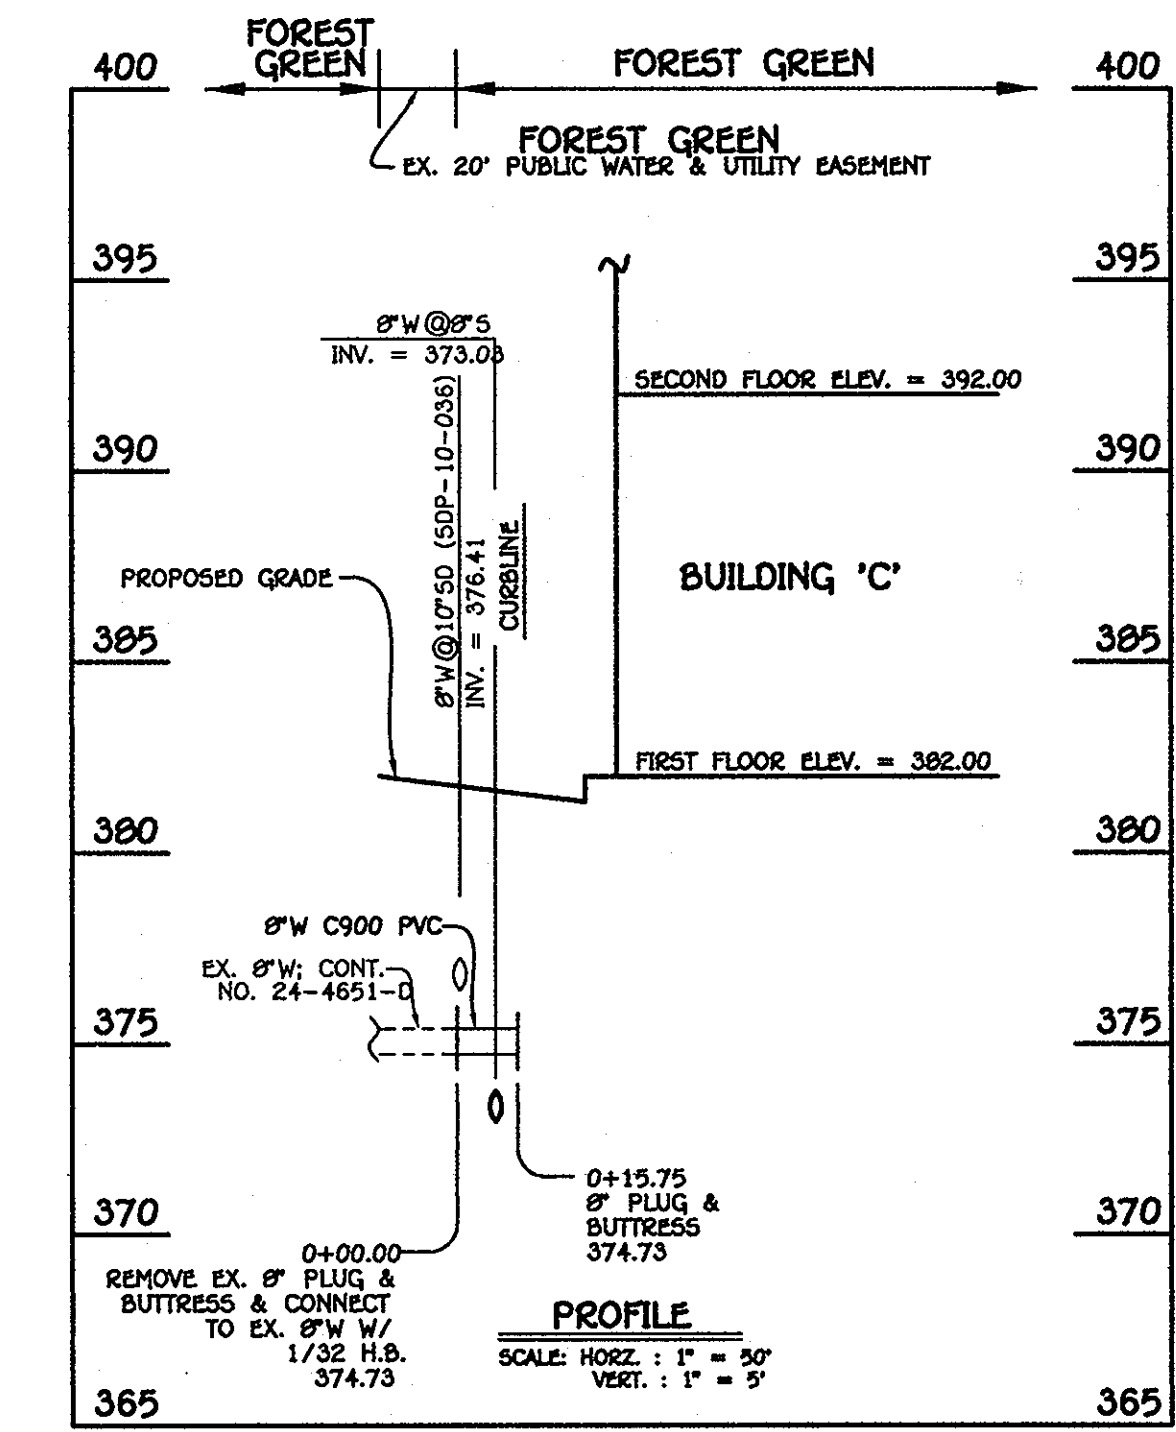 FOREST
GREEN
FOREST GREEN
400
400
FOREST GREEN
EX. 20' PUBLIC WATER & UTILITY EASEMENT
395
395
8"W@8"S
INV. = 373.03
SECOND FLOOR ELEV. = 392.00
390
390
8"W@10"SD (SDP-10-036)
INV. = 376.41
CURBLINE
PROPOSED GRADE
BUILDING 'C'
385
385
FIRST FLOOR ELEV. = 382.00
380
380
8"W C900 PVC
EX. 8"W; CONT.
NO. 24-4651-D
375
375
0+15.75
8" PLUG &
BUTTRESS
374.73
370
370
0+00.00
REMOVE EX. 8" PLUG &
BUTTRESS & CONNECT
TO EX. 8"W W/
1/32 H.B.
374.73
PROFILE
SCALE: HORZ. : 1" = 50'
VERT. : 1" = 5'
365
365